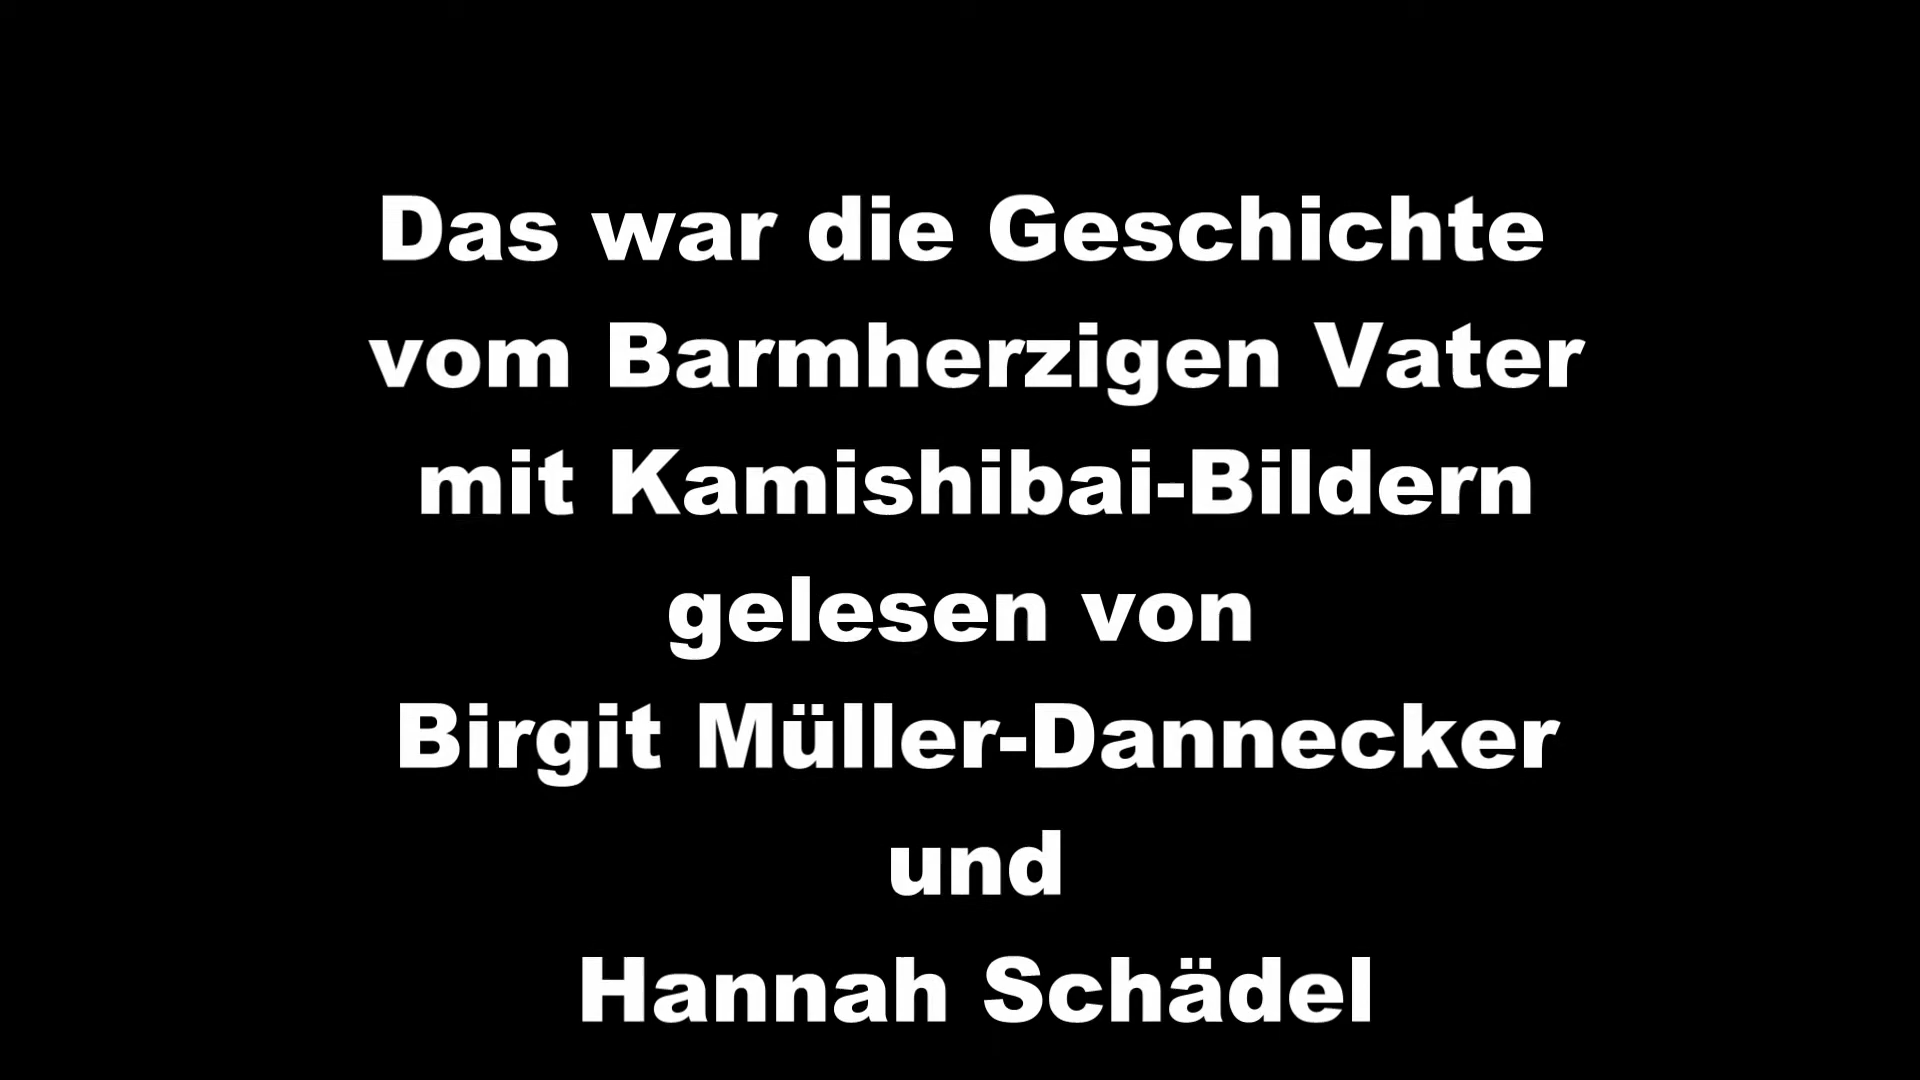 Das war die Geschichte
vom Barmherzigen Vater
mit Kamishibai-Bildern
gelesen von
Birgit Müller-Dannecker
und
Hannah Schädel